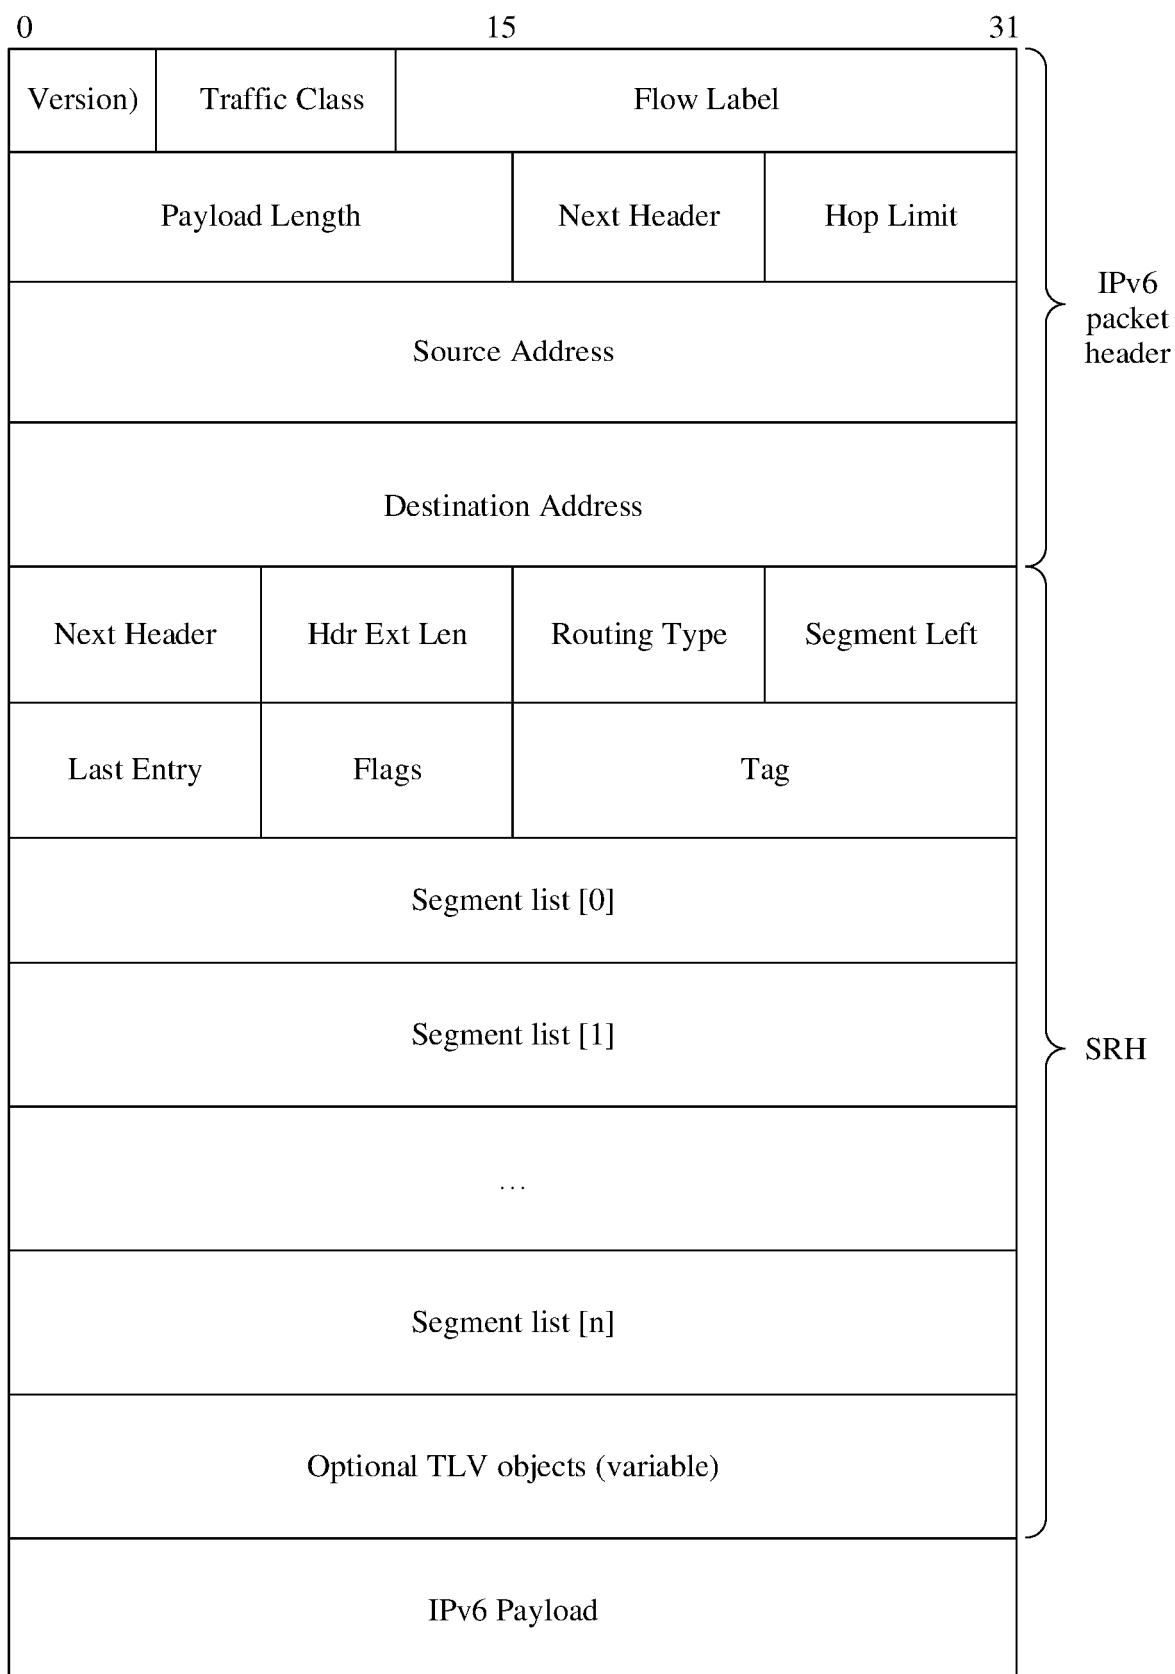 0 15 31
Version) Traffic Class Flow Label
Payload Length Next Header Hop Limit
Source Address
Destination Address
IPv6
packet
header
Next Header Hdr Ext Len Routing Type Segment Left
Last Entry Flags Tag
Segment list [0]
Segment list [1]
...
Segment list [n]
Optional TLV objects (variable)
SRH
IPv6 Payload